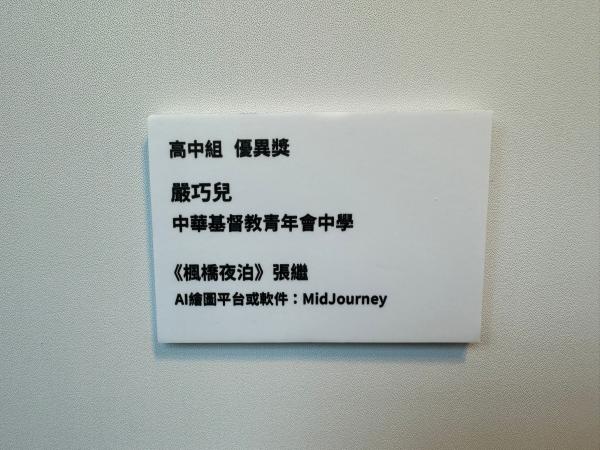 高中組 優異獎
嚴巧兒
中華基督教青年會中學
《楓橋夜泊》張繼
AI繪圖平台或軟件：MidJourney